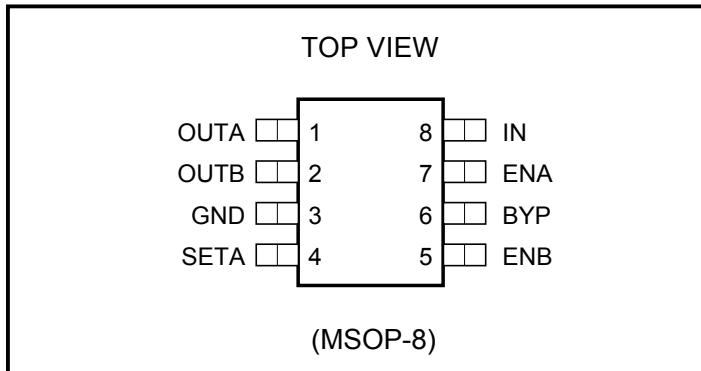 TOP VIEW
OUTA 1 8 IN
OUTB 2 7 ENA
GND 3 6 BYP
SETA 4 5 ENB
(MSOP-8)